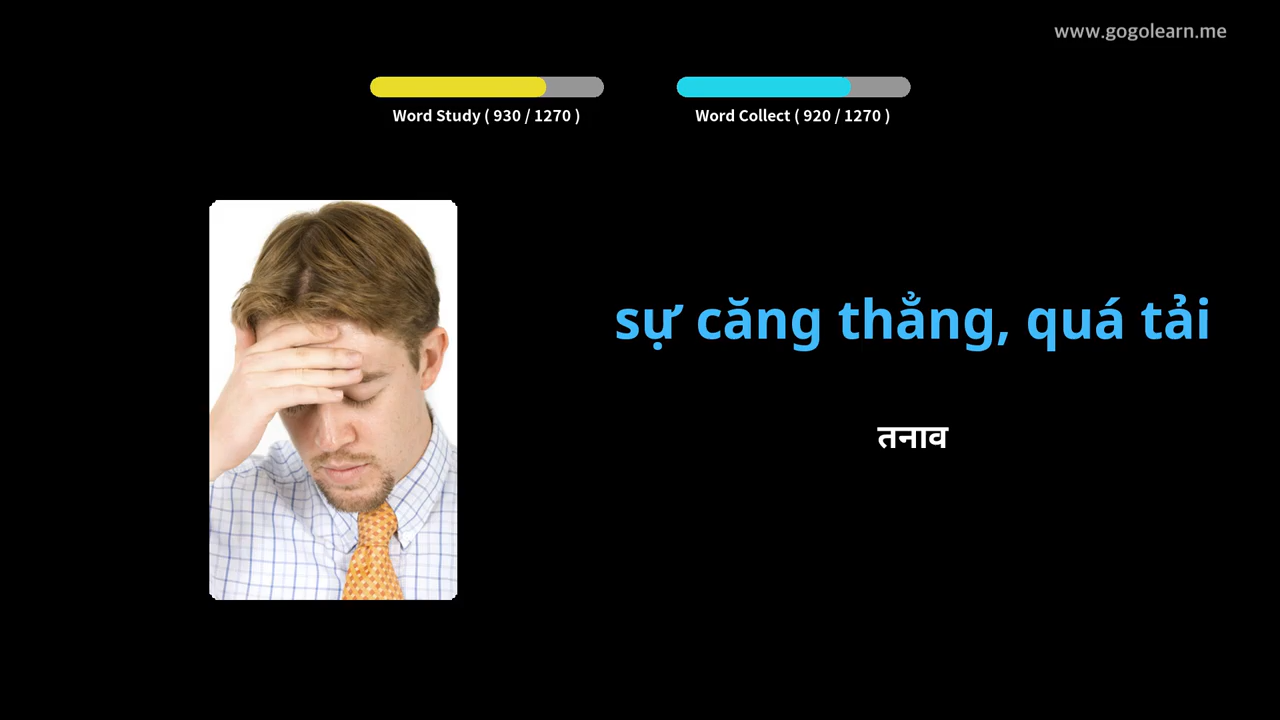 www.gogolearn.me
Word Study ( 930 / 1270 )
Word Collect ( 920 / 1270 )
sự căng thẳng, quá tải
तनाव